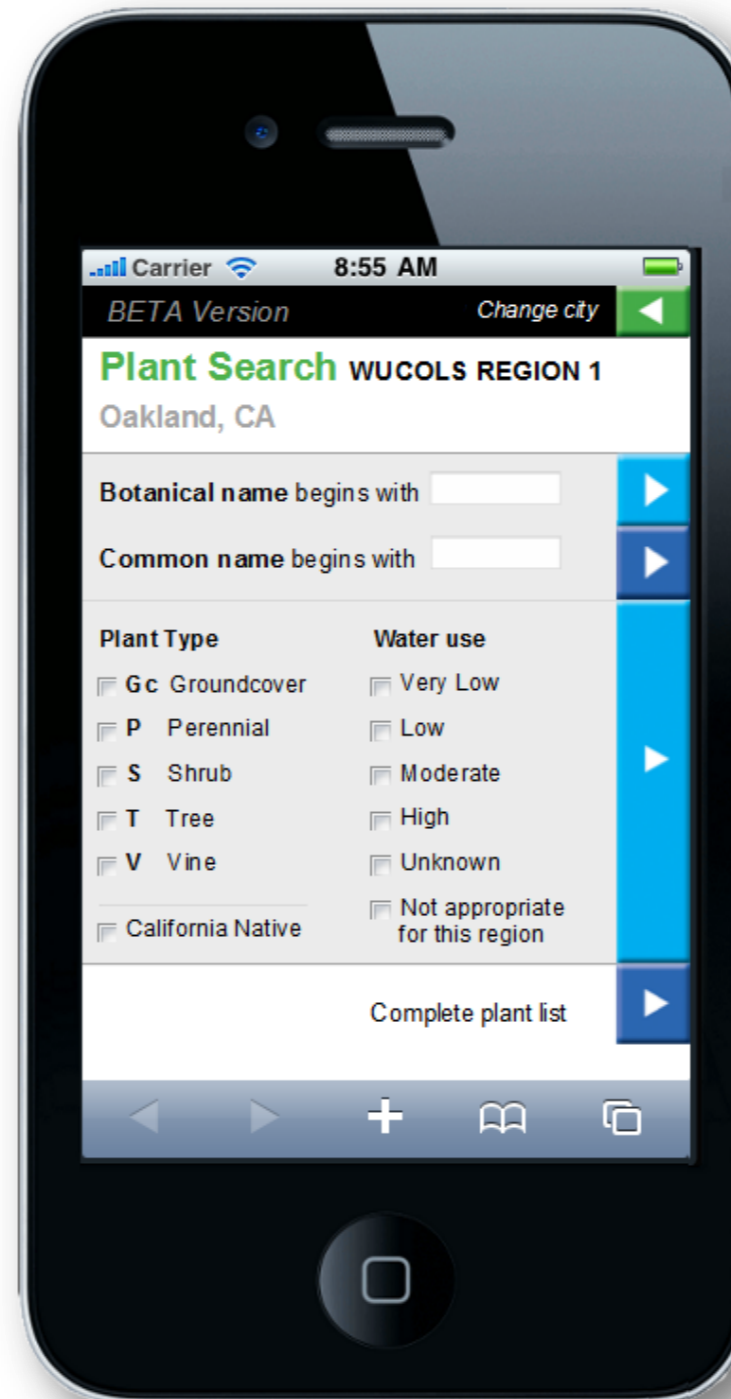 Carrier 8:55 AM
BETA Version Change city
Plant Search WUCOLS REGION 1
Oakland, CA
Botanical name begins with
Common name begins with
Plant Type Water use
Gc Groundcover Very Low
P Perennial Low
S Shrub Moderate
T Tree High
V Vine Unknown
California Native Not appropriate
for this region
Complete plant list